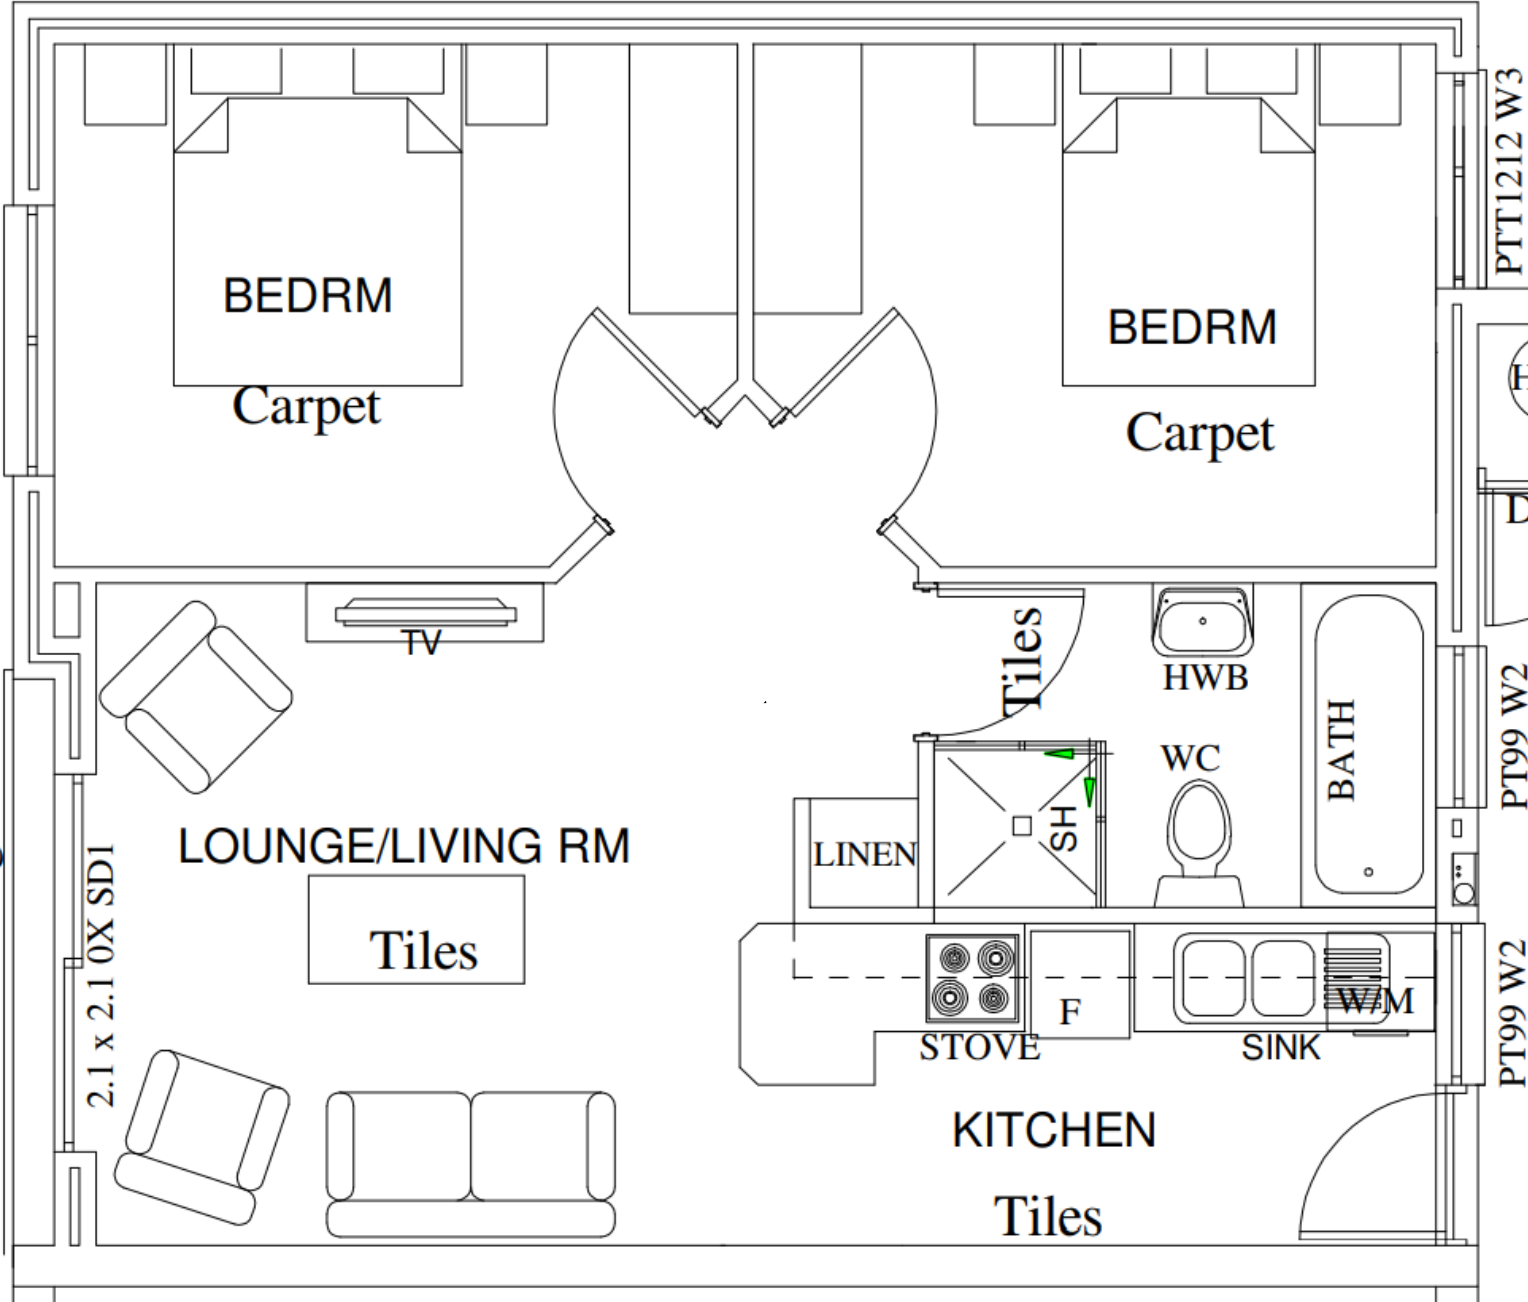 PTT1212 W3
BEDRM
Carpet
BEDRM
Carpet
H
D
TV
Tiles
HWB
PT99 W2
BATH
WC
SH
LINEN
LOUNGE/LIVING RM
Tiles
2.1 x 2.1 0X SD1
F
W/M
STOVE
SINK
PT99 W2
KITCHEN
Tiles